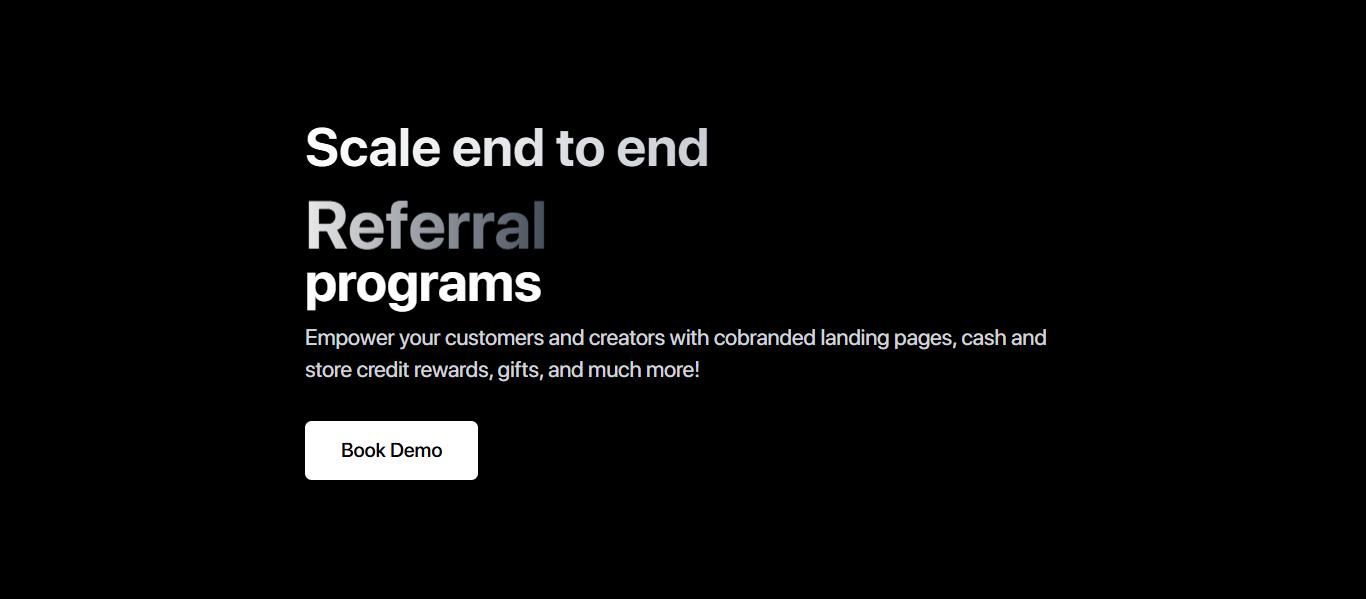 Scale end to end
Referral
programs
Empower your customers and creators with cobranded landing pages, cash and
store credit rewards, gifts, and much more!
Book Demo